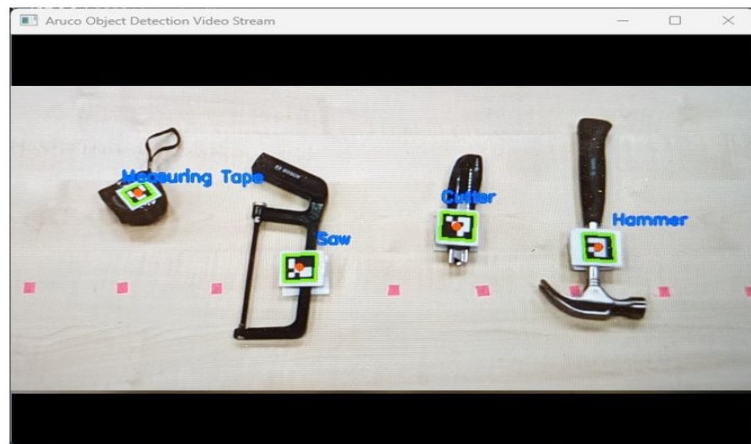 Aruco Object Detection Video Stream
Measuring Tape
Saw
Cutter
Hammer